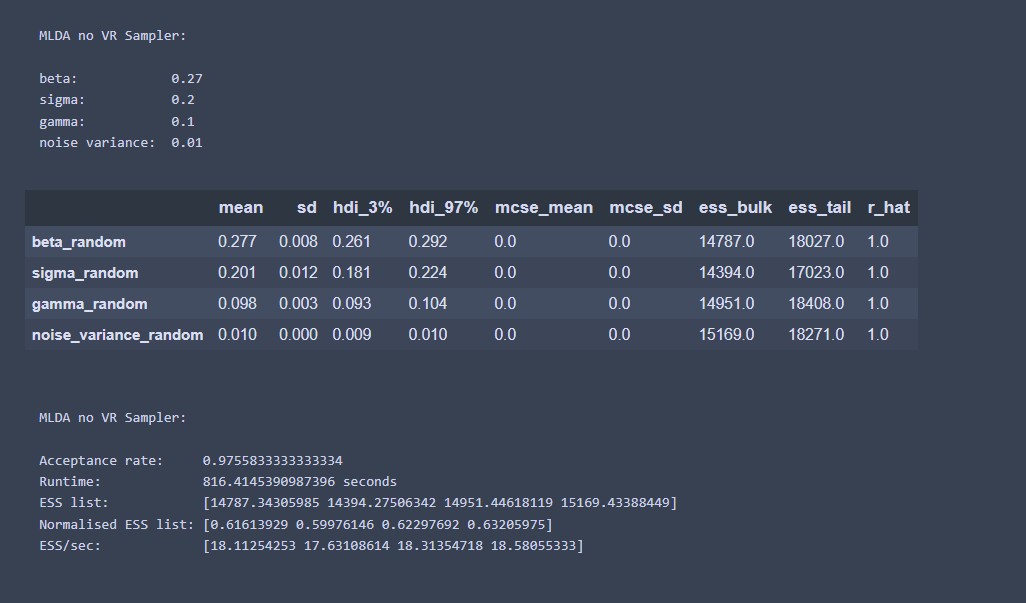 MLDA no VR Sampler:
beta: 0.27
sigma: 0.2
gamma: 0.1
noise variance: 0.01
mean sd hdi_3% hdi_97% mcse_mean mcse_sd ess_bulk ess_tail r_hat
beta_random 0.277 0.008 0.261 0.292 0.0 0.0 14787.0 18027.0 1.0
sigma_random 0.201 0.012 0.181 0.224 0.0 0.0 14394.0 17023.0 1.0
gamma_random 0.098 0.003 0.093 0.104 0.0 0.0 14951.0 18408.0 1.0
noise_variance_random 0.010 0.000 0.009 0.010 0.0 0.0 15169.0 18271.0 1.0
MLDA no VR Sampler:
Acceptance rate: 0.9755833333333334
Runtime: 816.4145390987396 seconds
ESS list: [14787.34305985 14394.27506342 14951.44618119 15169.43388449]
Normalised ESS list: [0.61613929 0.59976146 0.62297692 0.63205975]
ESS/sec: [18.11254253 17.63108614 18.31354718 18.58055333]